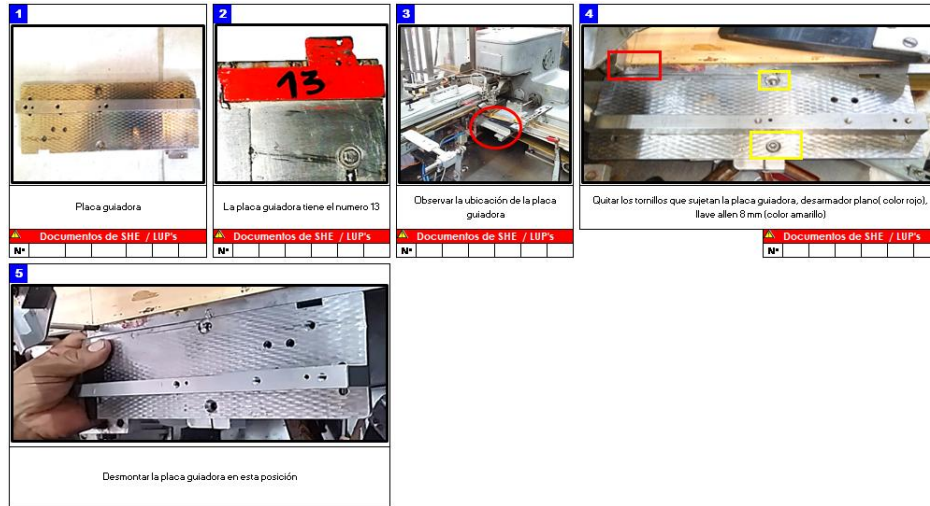 1
Placa guiadora
Documentos de SHE / LUP's
N°
2
13
La placa guiadora tiene el numero 13
Documentos de SHE / LUP's
N°
3
Observar la ubicación de la placa
guiadora
Documentos de SHE / LUP's
N°
4
Quitar los tornillos que sujetan la placa guiadora, desarmador plano( color rojo),
llave allen 8 mm (color amarillo)
Documentos de SHE / LUP's
N°
5
Desmontar la placa guiadora en esta posición